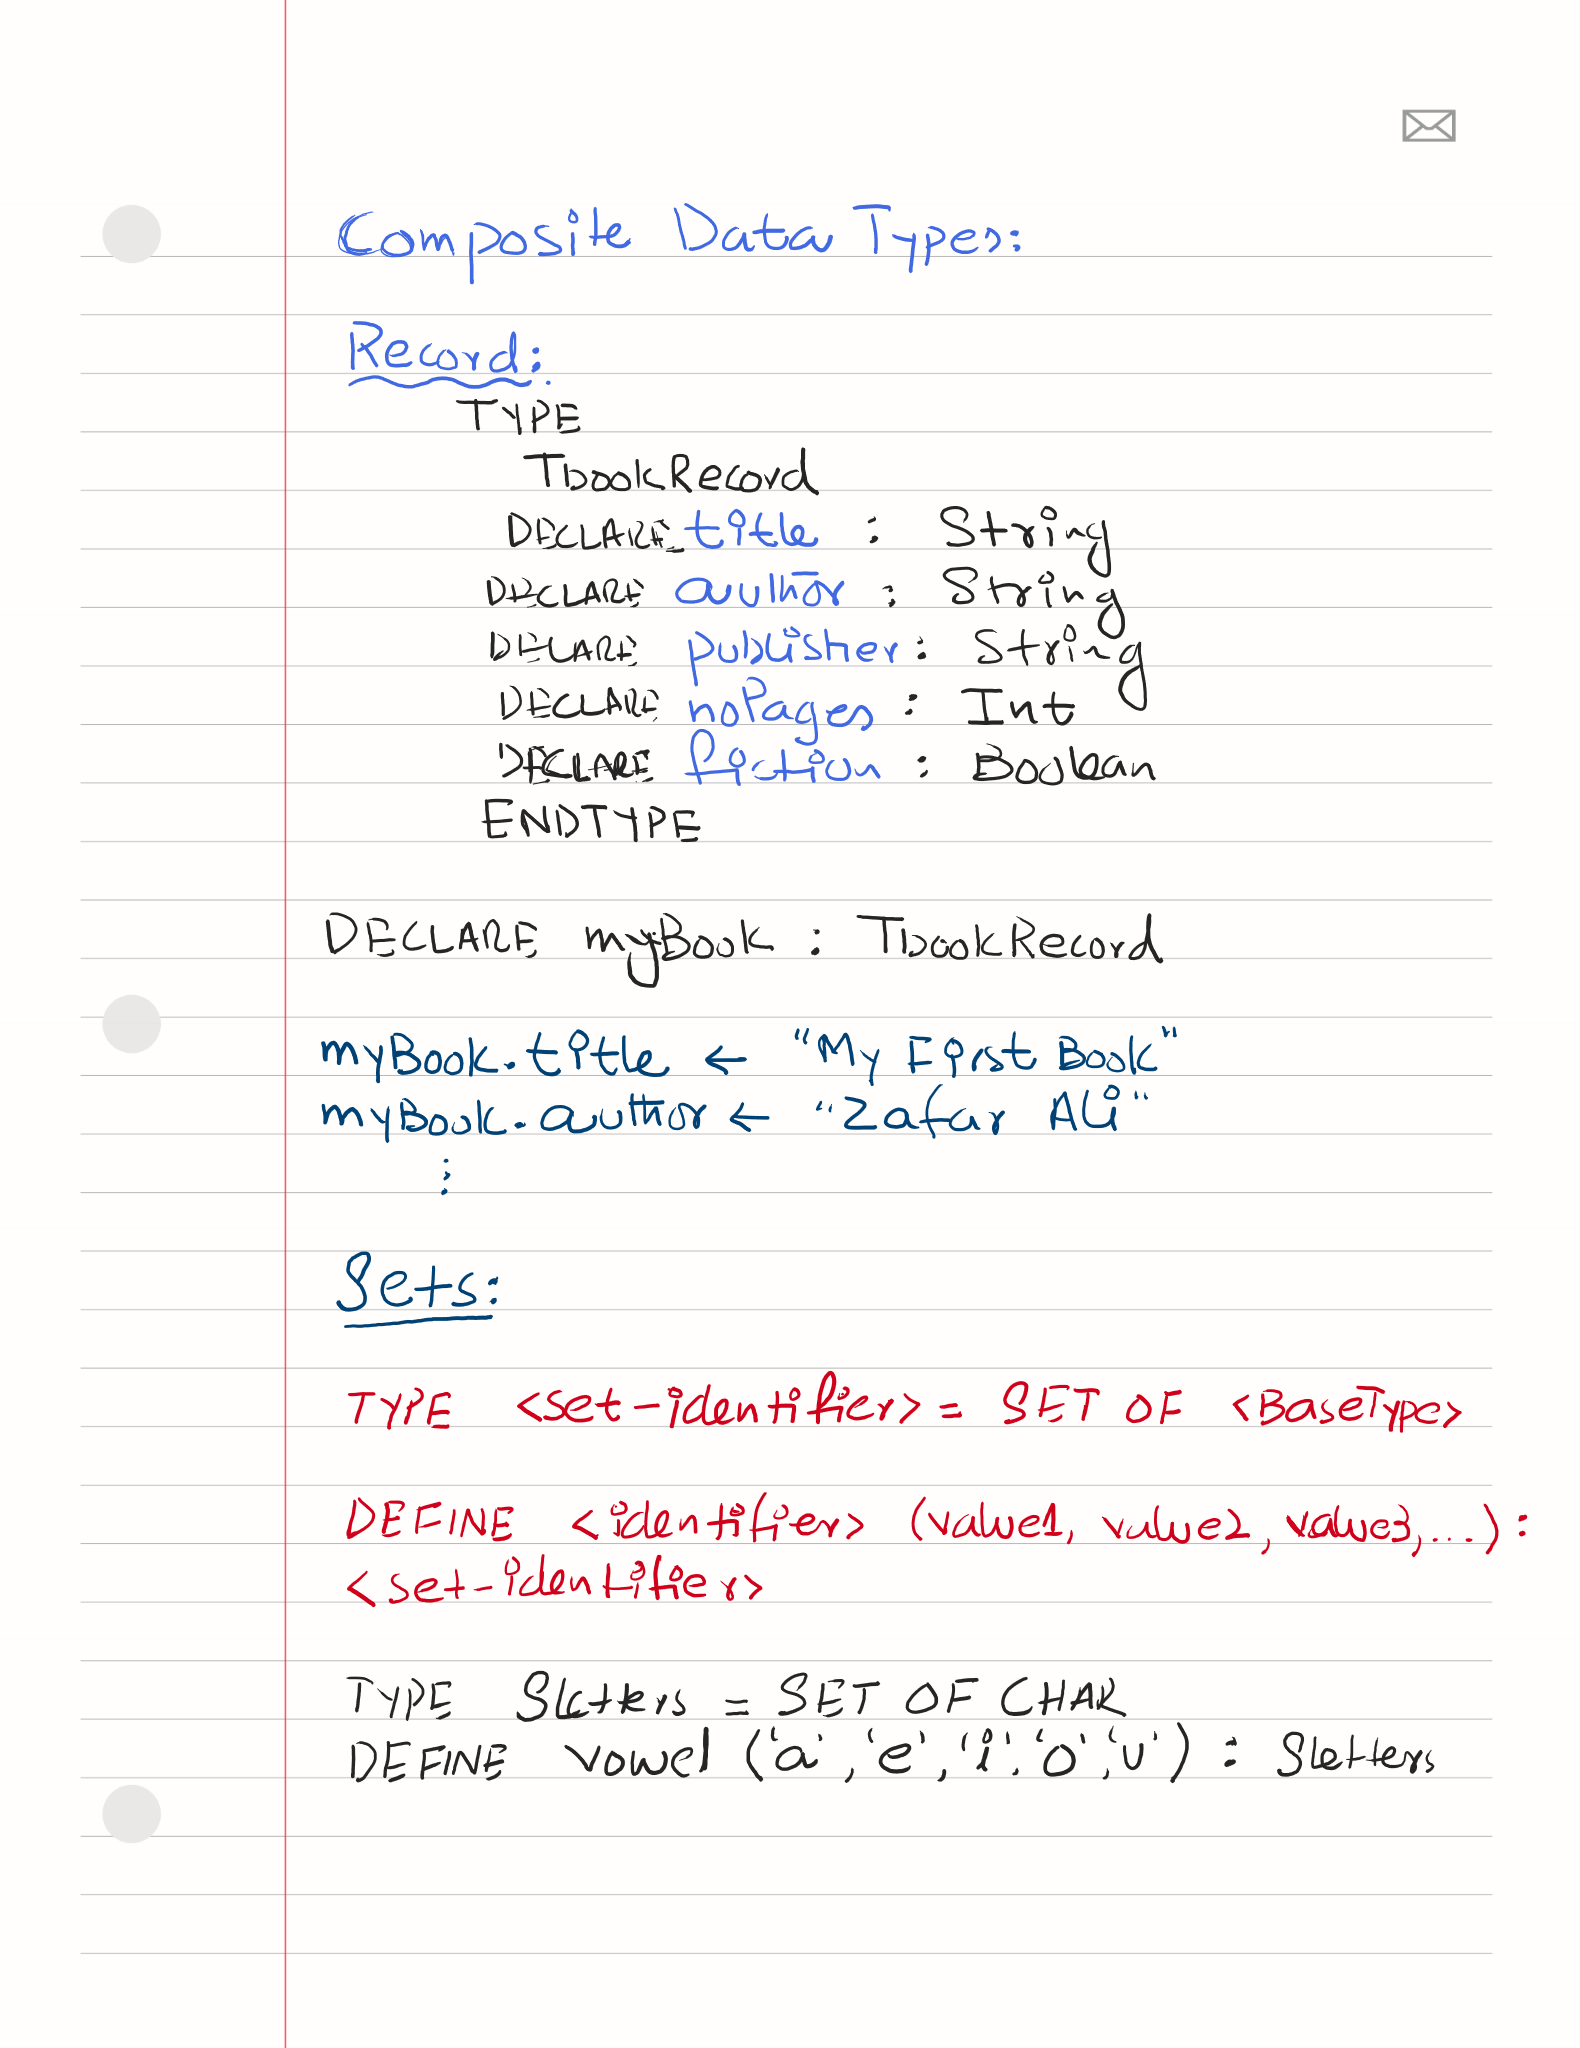 Composite Data Types:
Record:
TYPE
TbookRecord
DECLARE title : String
DECLARE author : String
DECLARE publisher : String
DECLARE noPages : Int
DECLARE fiction : Boolean
ENDTYPE
DECLARE myBook : TbookRecord
myBook.title ← "My First Book"
myBook.author ← "Zafar Ali"
⋮
Sets:
TYPE <set-identifier> = SET OF <BaseType>
DEFINE <identifier> (value1, value2, value3,...) :
<set-identifier>
TYPE Sletters = SET OF CHAR
DEFINE vowel ('a','e','i','o','u') : Sletters